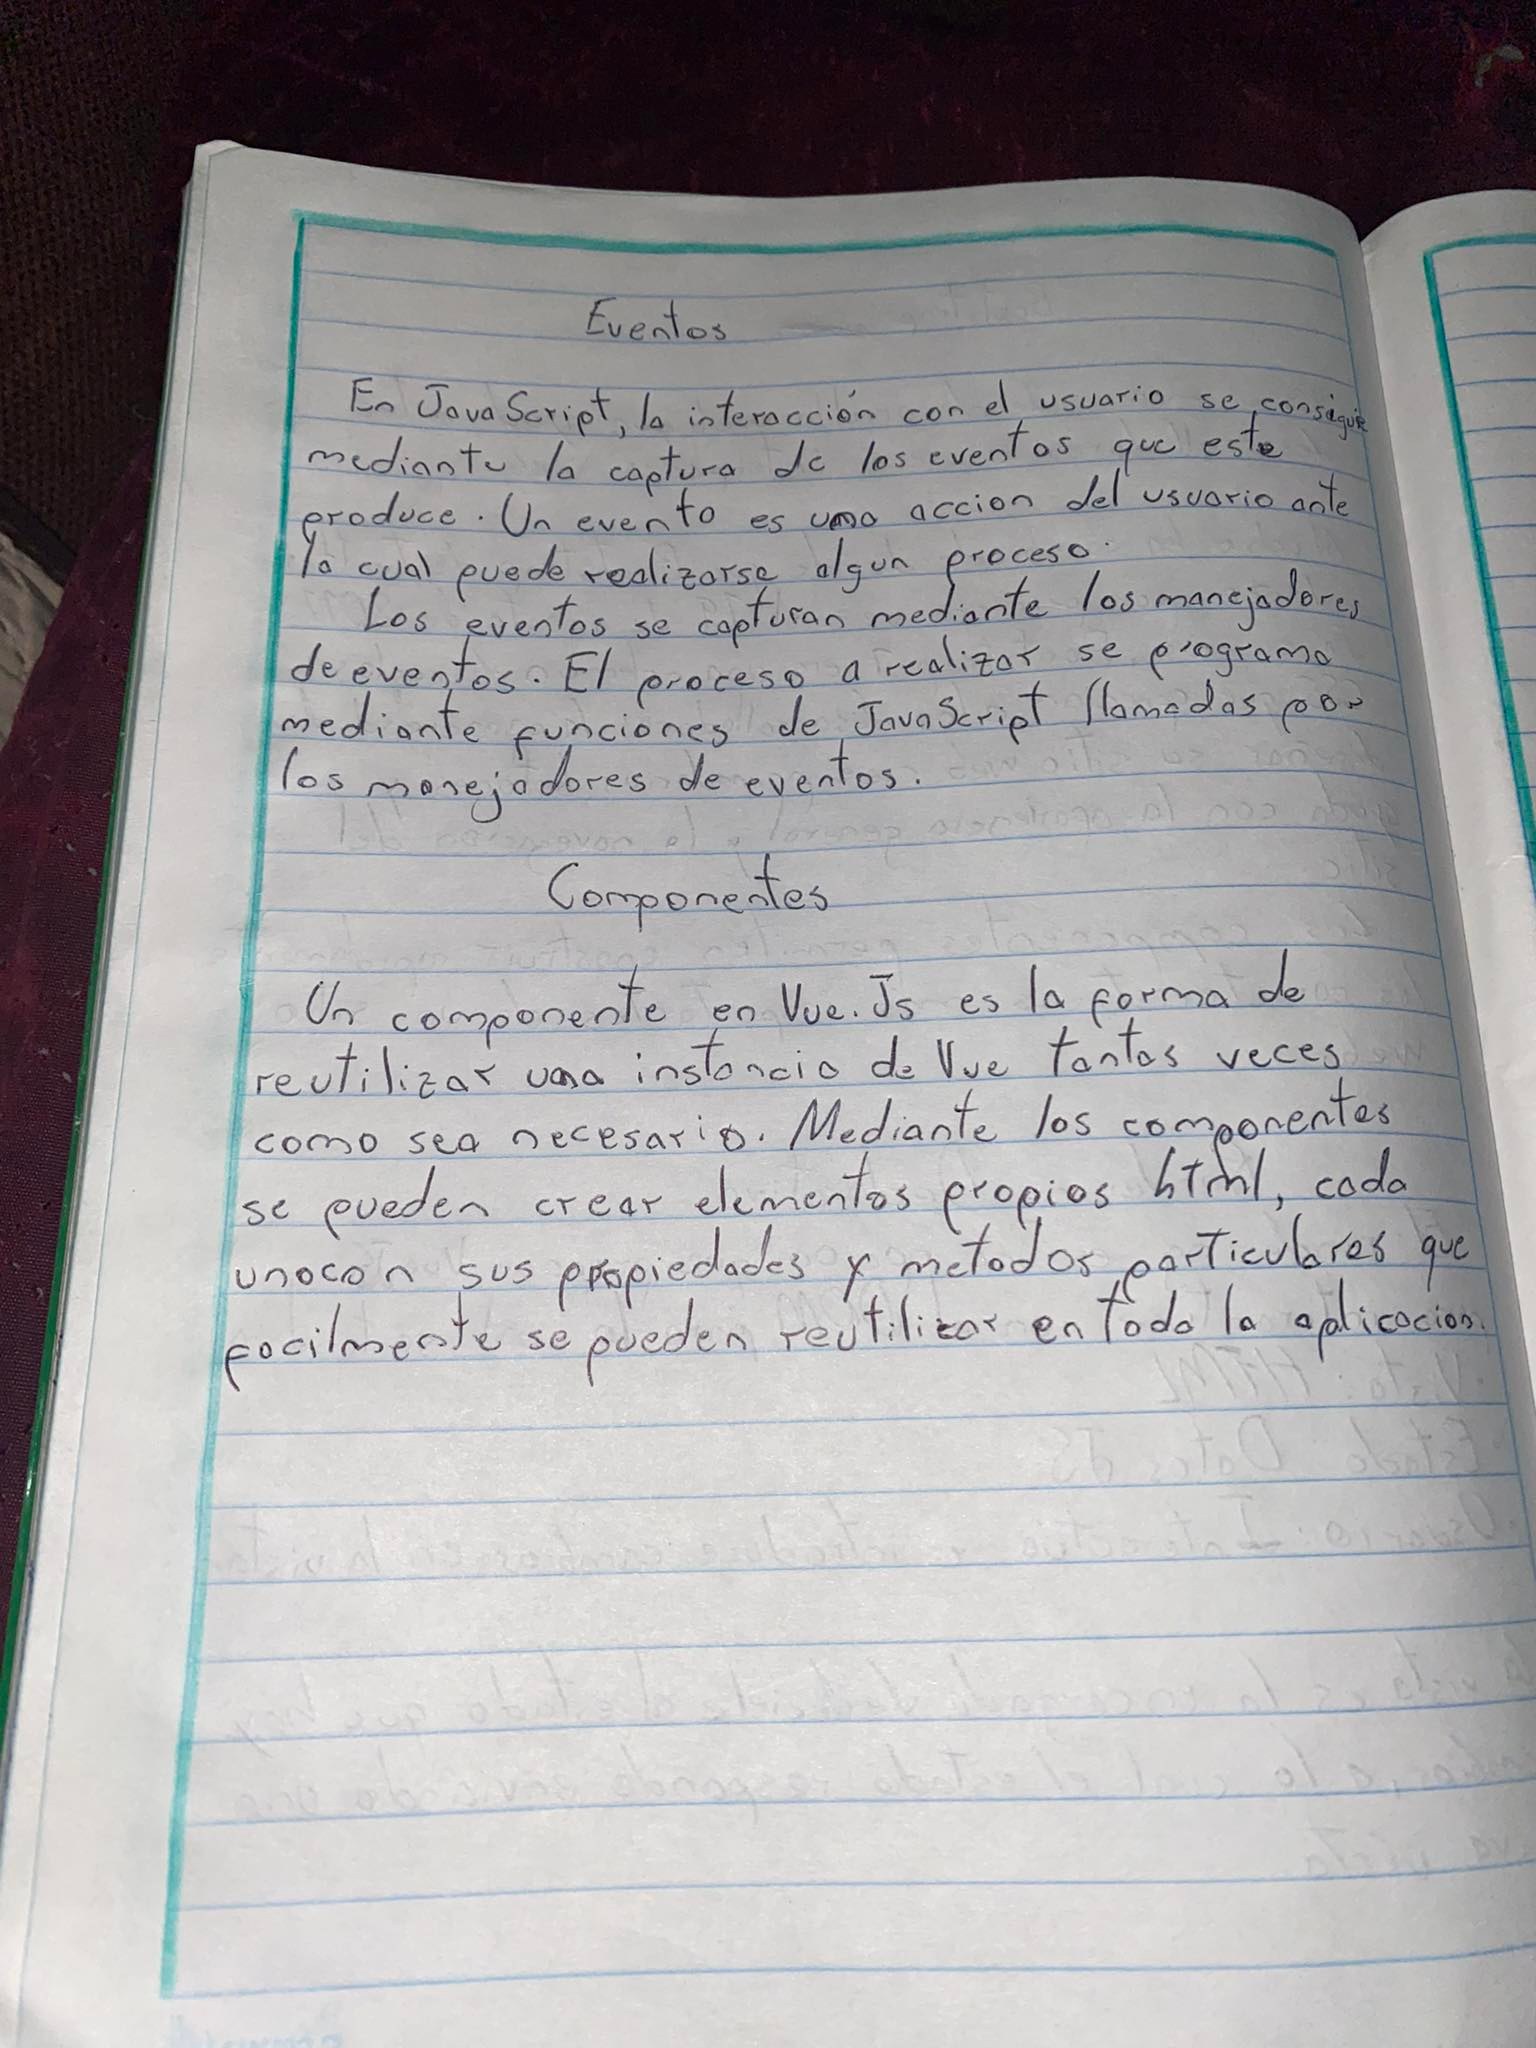 Eventos
En JavaScript, la interacción con el usuario se consigue
mediante la captura de los eventos que este
produce. Un evento es una accion del usuario ante
la cual puede realizarse algun proceso.
Los eventos se capturan mediante los manejadores
de eventos. El proceso a realizar se programa
mediante funciones de JavaScript llamadas por
los manejadores de eventos.
Componentes
Un componente en Vue.Js es la forma de
reutilizar una instancia de Vue tantas veces
como sea necesario. Mediante los componentes
se pueden crear elementos propios html, cada
uno con sus propiedades y metodos particulares que
facilmente se pueden reutilizar en toda la aplicacion.